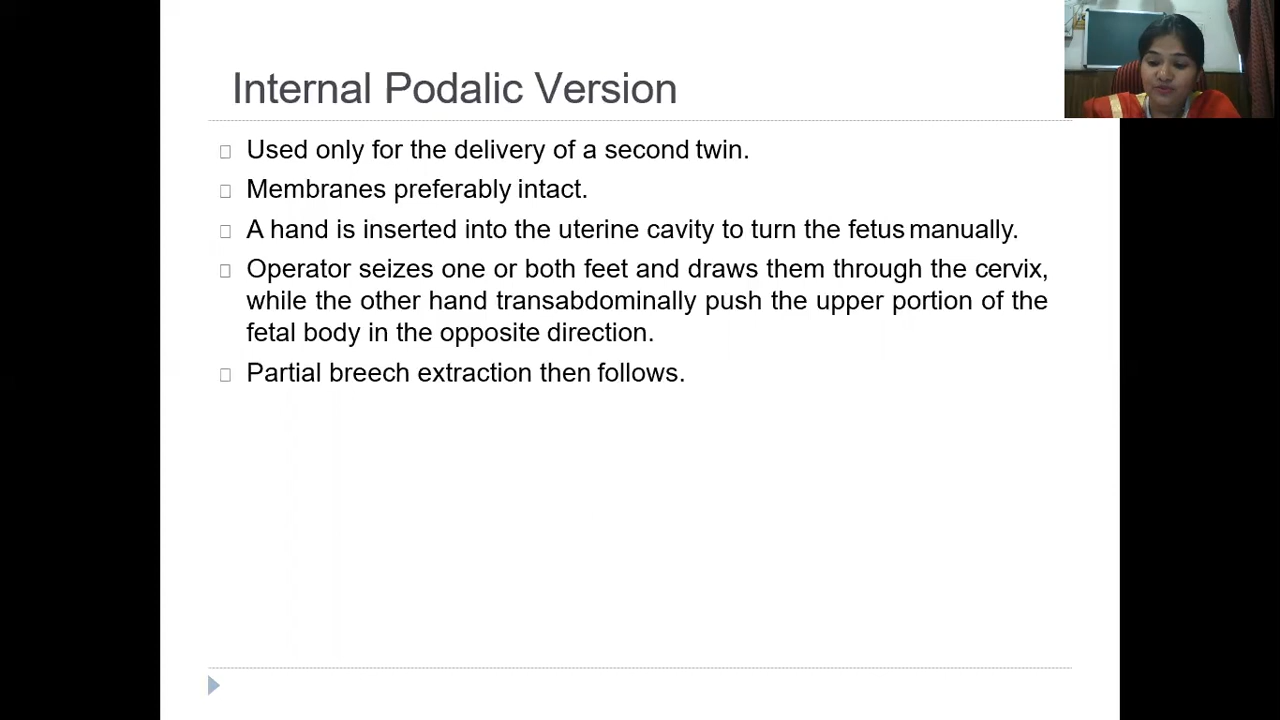 Internal Podalic Version
Used only for the delivery of a second twin.
Membranes preferably intact.
A hand is inserted into the uterine cavity to turn the fetus manually.
Operator seizes one or both feet and draws them through the cervix,
while the other hand transabdominally push the upper portion of the
fetal body in the opposite direction.
Partial breech extraction then follows.